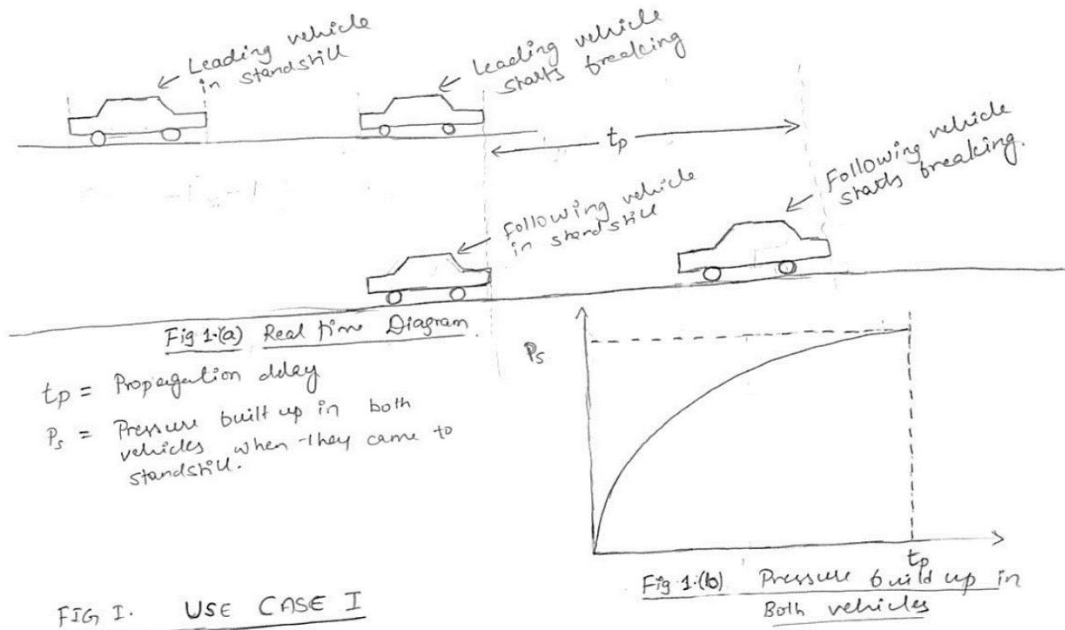 Leading vehicle
in standstill
Leading vehicle
starts breaking
tp
Following vehicle
in standstill
Following vehicle
starts breaking.
Fig 1.(a) Real time Diagram.
tp = Propagation delay
Ps = Pressure built up in both
vehicles when they came to
standstill.
Ps
tp
Fig 1.(b) Pressure build up in
Both vehicles
FIG I. USE CASE I